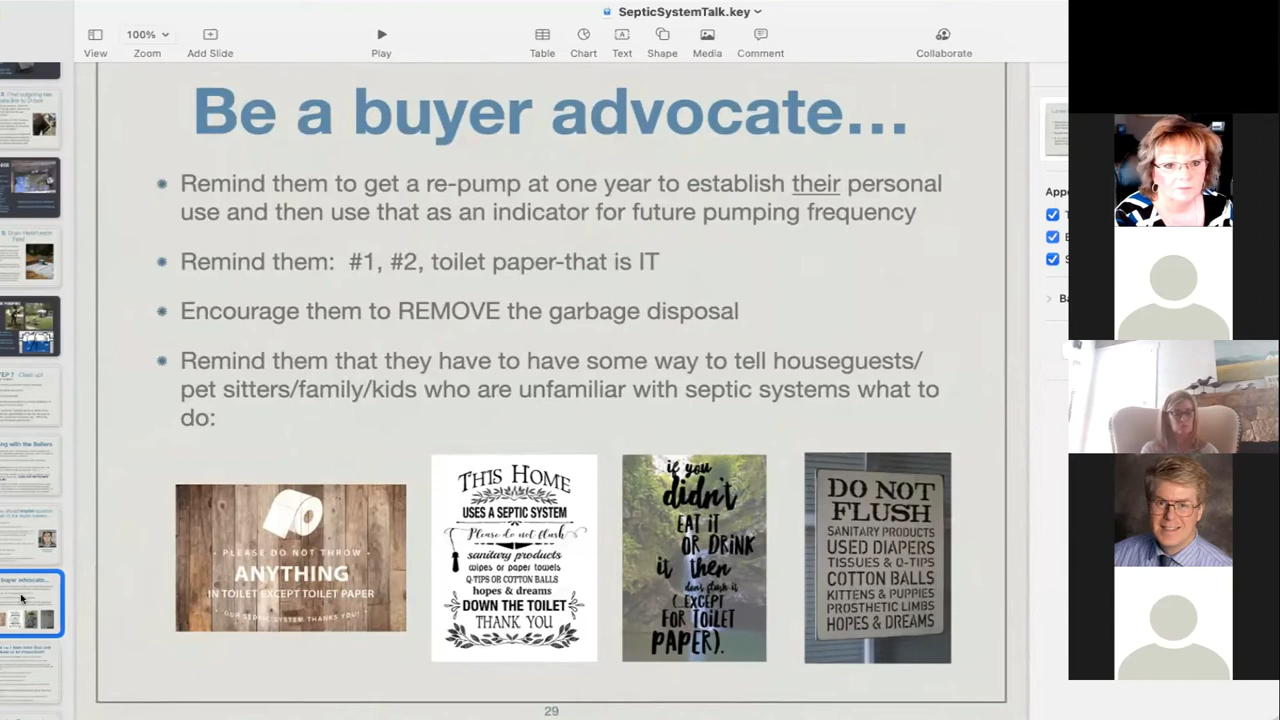 SepticSystemTalk.key
100%
View
Zoom
Add Slide
Play
Table
Chart
Text
Shape
Media
Comment
Collaborate
Be a buyer advocate…
Remind them to get a re-pump at one year to establish their personal
use and then use that as an indicator for future pumping frequency
Remind them: #1, #2, toilet paper-that is IT
Encourage them to REMOVE the garbage disposal
Remind them that they have to have some way to tell houseguests/
pet sitters/family/kids who are unfamiliar with septic systems what to
do:
PLEASE DO NOT THROW
ANYTHING
IN TOILET EXCEPT TOILET PAPER
OUR SEPTIC SYSTEM THANKS YOU!
THIS HOME
USES A SEPTIC SYSTEM
Please do not flush
sanitary products
wipes or paper towels
Q-TIPS OR COTTON BALLS
hopes & dreams
DOWN THE TOILET
THANK YOU
if you
didn't
EAT IT
OR DRiNK
it then
don't flush it
(EXCEPT
FOR TOiLET
PAPER).
DO NOT
FLUSH
SANITARY PRODUCTS
USED DIAPERS
TISSUES & Q-TIPS
COTTON BALLS
KITTENS & PUPPIES
PROSTHETIC LIMBS
HOPES & DREAMS
29
buyer advocate...